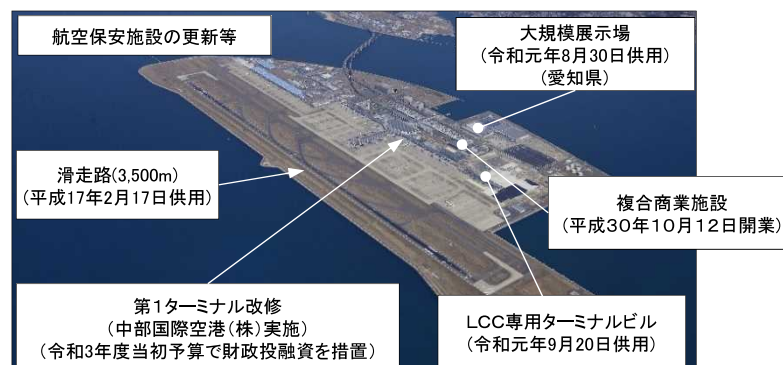 航空保安施設の更新等
大規模展示場
(令和元年8月30日供用)
(愛知県)
滑走路(3,500m)
(平成17年2月17日供用)
複合商業施設
(平成30年10月12日開業)
第1ターミナル改修
(中部国際空港(株)実施)
(令和3年度当初予算で財政投融資を措置)
LCC専用ターミナルビル
(令和元年9月20日供用)